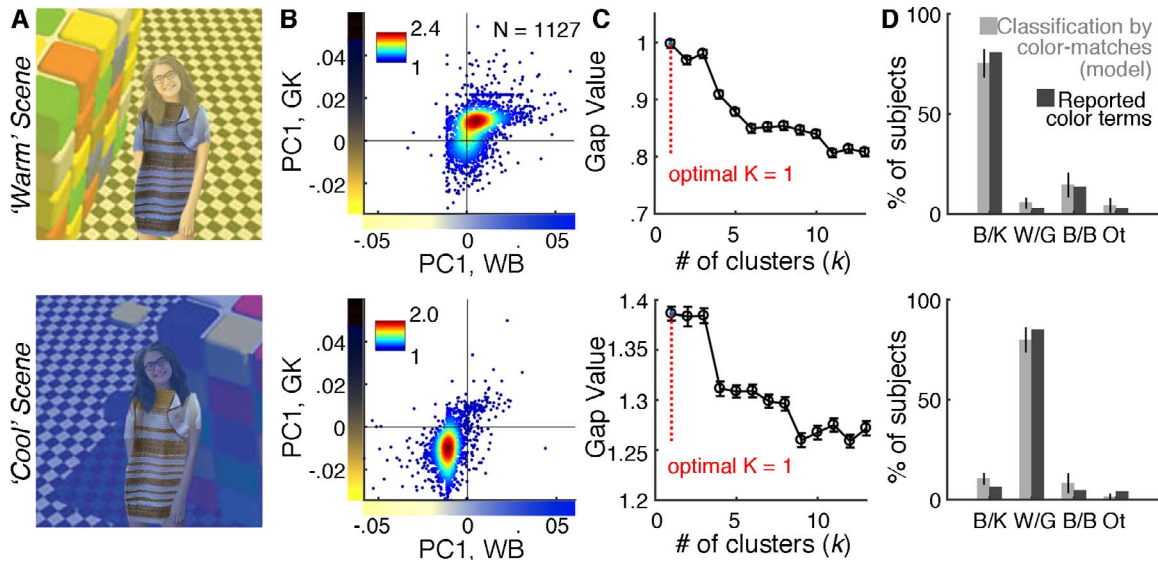 A
B
C
D
'Warm' Scene
PC1, GK
.04
.02
0
-.02
2.4
1
N = 1127
-.05
0
05
PC1, WB
Gap Value
1
.9
.8
.7
optimal K = 1
0
5
10
# of clusters (k)
% of subjects
100
50
0
Classification by
color-matches
(model)
Reported
color terms
B/K W/G B/B Ot
'Cool' Scene
PC1, GK
.04
.02
0
-.02
2.0
1
-.05
0
05
PC1, WB
Gap Value
1.4
1.35
1.3
1.25
1.2
optimal K = 1
0
5
10
# of clusters (k)
% of subjects
100
50
0
B/K W/G B/B Ot